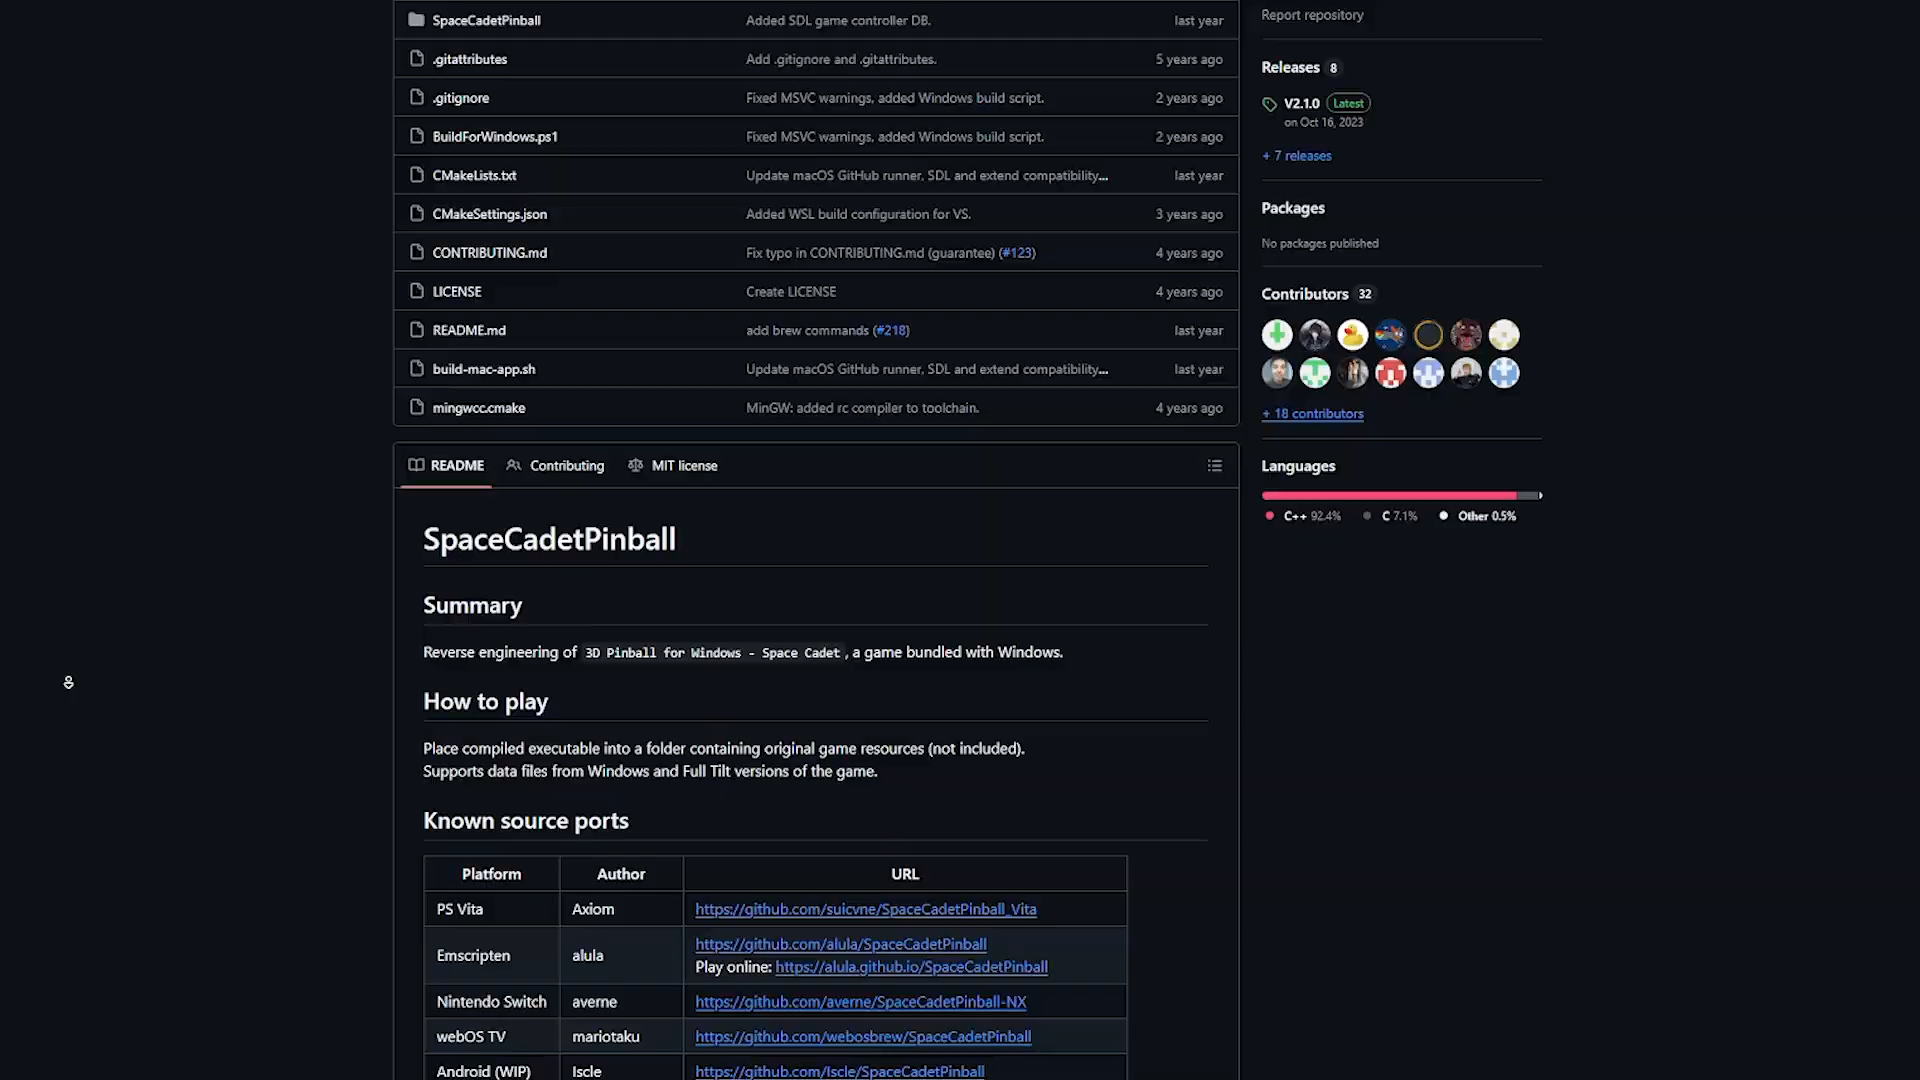 SpaceCadetPinball Added SDL game controller DB. last year
.gitattributes Add .gitignore and .gitattributes. 5 years ago
.gitignore Fixed MSVC warnings, added Windows build script. 2 years ago
BuildForWindows.ps1 Fixed MSVC warnings, added Windows build script. 2 years ago
CMakeLists.txt Update macOS GitHub runner, SDL and extend compatibility... last year
CMakeSettings.json Added WSL build configuration for VS. 3 years ago
CONTRIBUTING.md Fix typo in CONTRIBUTING.md (guarantee) (#123) 4 years ago
LICENSE Create LICENSE 4 years ago
README.md add brew commands (#218) last year
build-mac-app.sh Update macOS GitHub runner, SDL and extend compatibility... last year
mingwcc.cmake MinGW: added rc compiler to toolchain. 4 years ago
README Contributing MIT license
SpaceCadetPinball
Summary
Reverse engineering of 3D Pinball for Windows - Space Cadet, a game bundled with Windows.
How to play
Place compiled executable into a folder containing original game resources (not included).
Supports data files from Windows and Full Tilt versions of the game.
Known source ports
Platform Author URL
PS Vita Axiom https://github.com/suicvne/SpaceCadetPinball_Vita
Emscripten alula https://github.com/alula/SpaceCadetPinball
Play online: https://alula.github.io/SpaceCadetPinball
Nintendo Switch averne https://github.com/averne/SpaceCadetPinball-NX
webOS TV mariotaku https://github.com/webosbrew/SpaceCadetPinball
Android (WIP) Iscle https://github.com/Iscle/SpaceCadetPinball
Report repository
Releases 8
V2.1.0 Latest
on Oct 16, 2023
+ 7 releases
Packages
No packages published
Contributors 32
+ 18 contributors
Languages
C++ 92.4% C 7.1% Other 0.5%